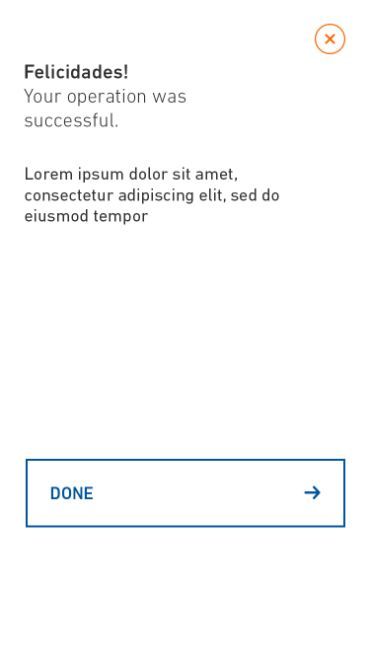 Felicidades!
Your operation was
successful.
Lorem ipsum dolor sit amet,
consectetur adipiscing elit, sed do
eiusmod tempor
DONE